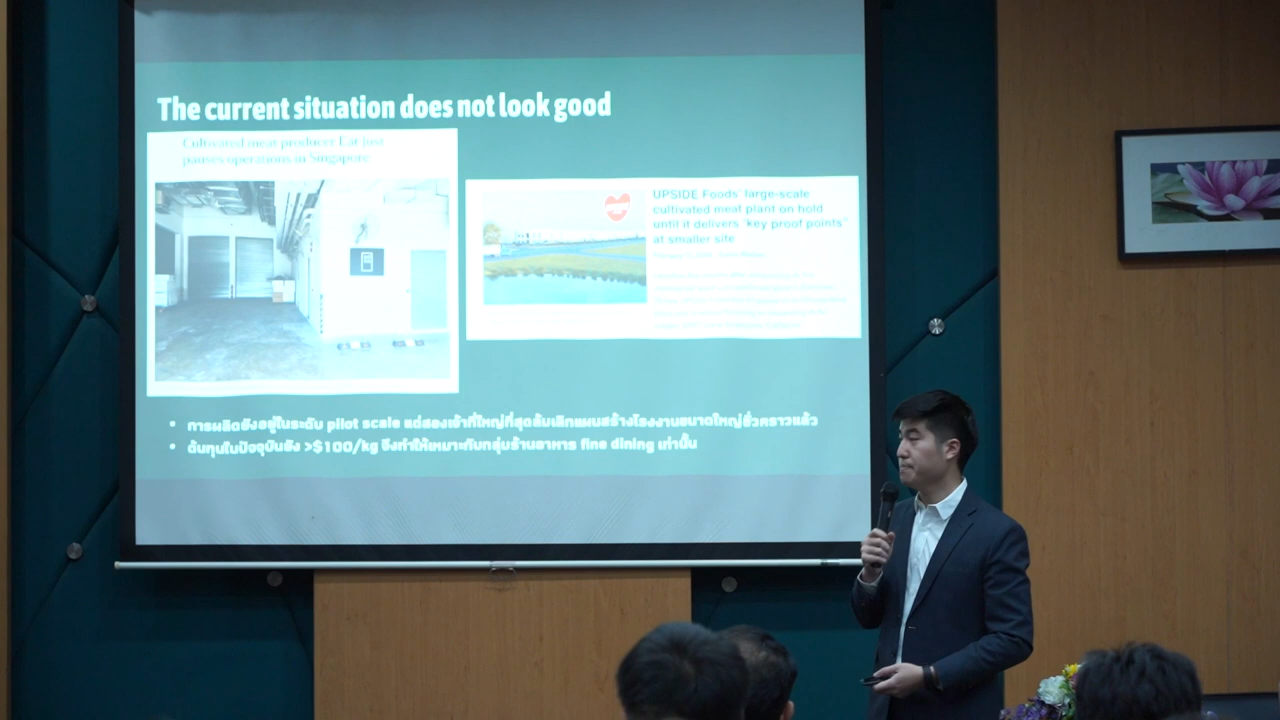 The current situation does not look good
Cultivated meat producer Eat Just
pauses operations in Singapore
UPSIDE Foods' large-scale
cultivated meat plant on hold
until it delivers 'key proof points'
at smaller site
• การผลิตยังอยู่ในระดับ pilot scale แต่สองเจ้าที่ใหญ่ที่สุดล้มเลิกแผนสร้างโรงงานขนาดใหญ่ชั่วคราวแล้ว
• ต้นทุนในปัจจุบันยัง >$100/kg จึงทำให้เหมาะกับกลุ่มร้านอาหาร fine dining เท่านั้น